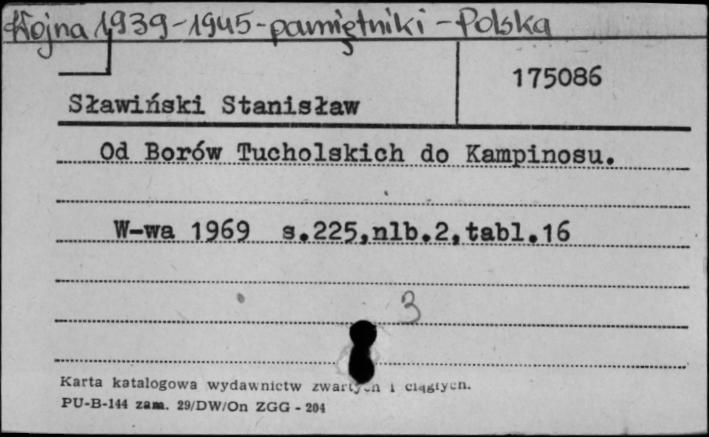 Wojna 1939-1945-pamiętniki-Polska
175086
Sławiński Stanisław
Od Borów Tucholskich do Kampinosu.
W-wa 1969 s.225,nlb.2,tabl.16
3
Karta katalogowa wydawnictw zwartych i ciągłych.
PU-B-144 zam. 29/DW/On ZGG - 204